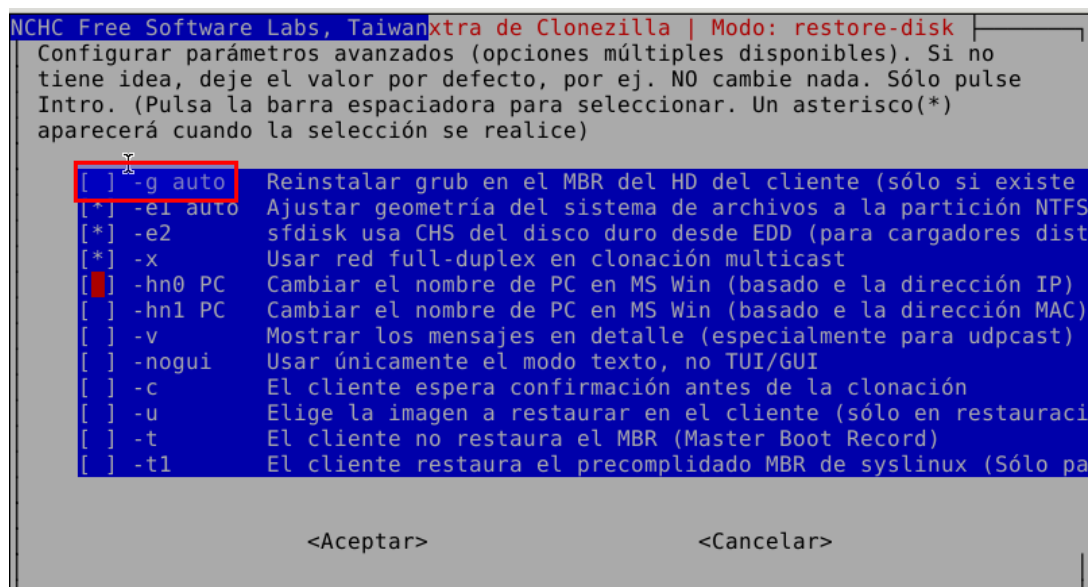 NCHC Free Software Labs, Taiwanxtra de Clonezilla | Modo: restore-disk
Configurar parámetros avanzados (opciones múltiples disponibles). Si no
tiene idea, deje el valor por defecto, por ej. NO cambie nada. Sólo pulse
Intro. (Pulsa la barra espaciadora para seleccionar. Un asterisco(*)
aparecerá cuando la selección se realice)
[ ] -g auto Reinstalar grub en el MBR del HD del cliente (sólo si existe
[*] -e1 auto Ajustar geometría del sistema de archivos a la partición NTFS
[*] -e2 sfdisk usa CHS del disco duro desde EDD (para cargadores dist
[*] -x Usar red full-duplex en clonación multicast
[ ] -hn0 PC Cambiar el nombre de PC en MS Win (basado e la dirección IP)
[ ] -hn1 PC Cambiar el nombre de PC en MS Win (basado e la dirección MAC)
[ ] -v Mostrar los mensajes en detalle (especialmente para udpcast)
[ ] -nogui Usar únicamente el modo texto, no TUI/GUI
[ ] -c El cliente espera confirmación antes de la clonación
[ ] -u Elige la imagen a restaurar en el cliente (sólo en restauraci
[ ] -t El cliente no restaura el MBR (Master Boot Record)
[ ] -t1 El cliente restaura el precomplidado MBR de syslinux (Sólo pa
<Aceptar> <Cancelar>